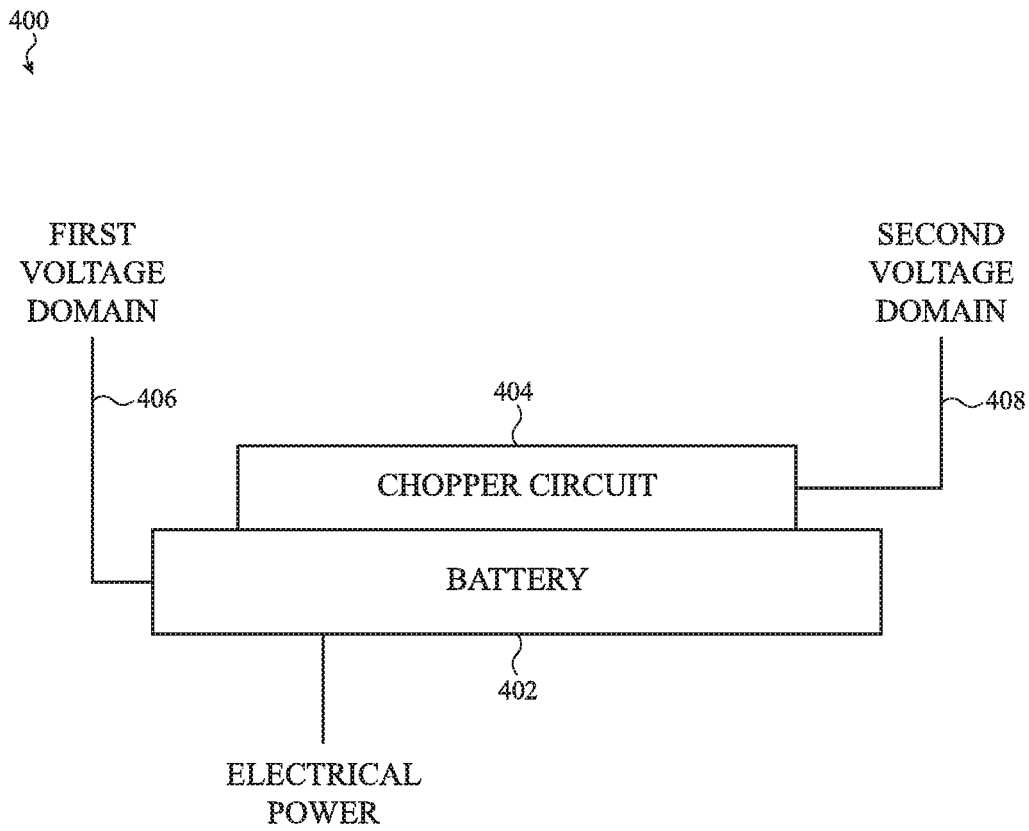 400
FIRST
VOLTAGE
DOMAIN
SECOND
VOLTAGE
DOMAIN
406
404
408
CHOPPER CIRCUIT
BATTERY
402
ELECTRICAL
POWER